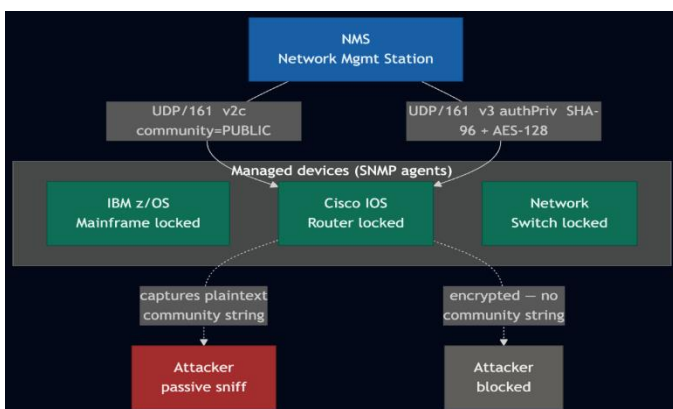 NMS
Network Mgmt Station
UDP/161 v2c
community=PUBLIC
UDP/161 v3 authPriv SHA-
96 + AES-128
Managed devices (SNMP agents)
IBM z/OS
Mainframe locked
Cisco IOS
Router locked
Network
Switch locked
captures plaintext
community string
encrypted — no
community string
Attacker
passive sniff
Attacker
blocked